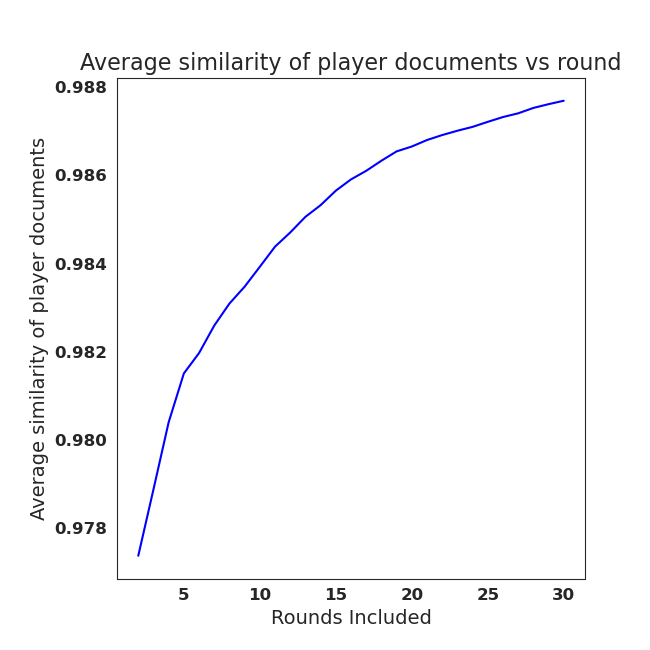 Average similarity of player documents vs round
Average similarity of player documents
0.988
0.986
0.984
0.982
0.980
0.978
5 10 15 20 25 30
Rounds Included